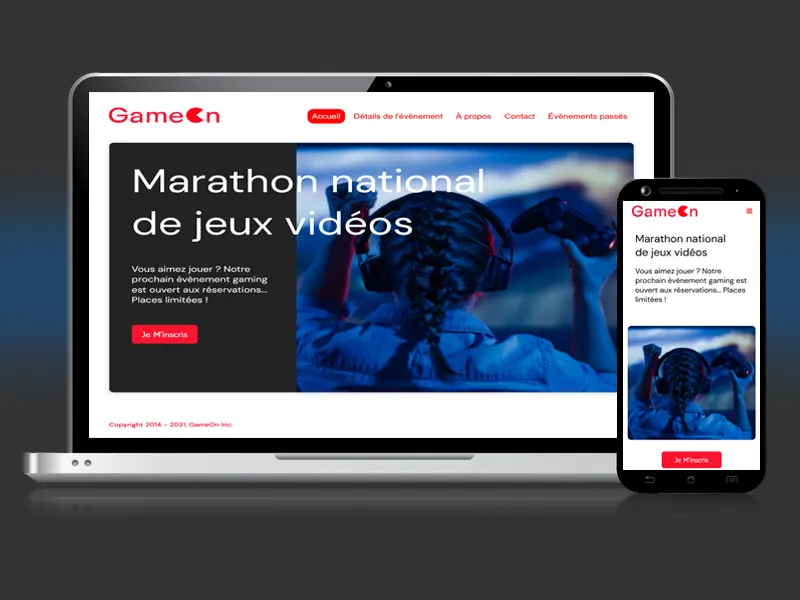 GameOn
Accueil Détails de l'évènement À propos Contact Évènements passés
Marathon national
de jeux vidéos
Vous aimez jouer ? Notre
prochain évènement gaming
est ouvert aux réservations...
Places limitées !
Je M'inscris
Copyright 2014 - 2021, GameOn Inc.
GameOn
Marathon national
de jeux vidéos
Vous aimez jouer ? Notre
prochain évènement gaming est
ouvert aux réservations... Places
limitées !
Je M'inscris